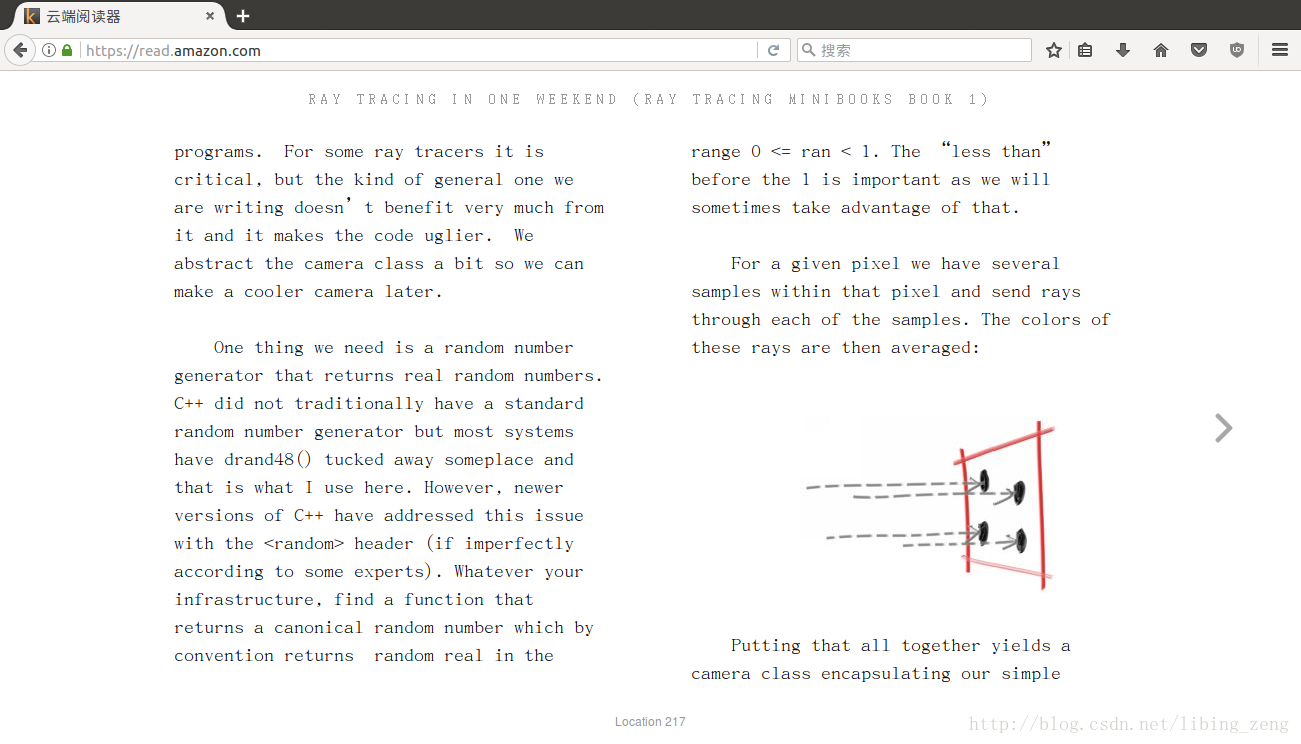 云端阅读器
https://read.amazon.com
搜索
RAY TRACING IN ONE WEEKEND (RAY TRACING MINIBOOKS BOOK 1)
programs.  For some ray tracers it is
critical, but the kind of general one we
are writing doesn’t benefit very much from
it and it makes the code uglier.  We
abstract the camera class a bit so we can
make a cooler camera later.
One thing we need is a random number
generator that returns real random numbers.
C++ did not traditionally have a standard
random number generator but most systems
have drand48() tucked away someplace and
that is what I use here. However, newer
versions of C++ have addressed this issue
with the <random> header (if imperfectly
according to some experts). Whatever your
infrastructure, find a function that
returns a canonical random number which by
convention returns  random real in the
range 0 <= ran < 1. The “less than”
before the 1 is important as we will
sometimes take advantage of that.
For a given pixel we have several
samples within that pixel and send rays
through each of the samples. The colors of
these rays are then averaged:
Putting that all together yields a
camera class encapsulating our simple
Location 217
http://blog.csdn.net/libing_zeng